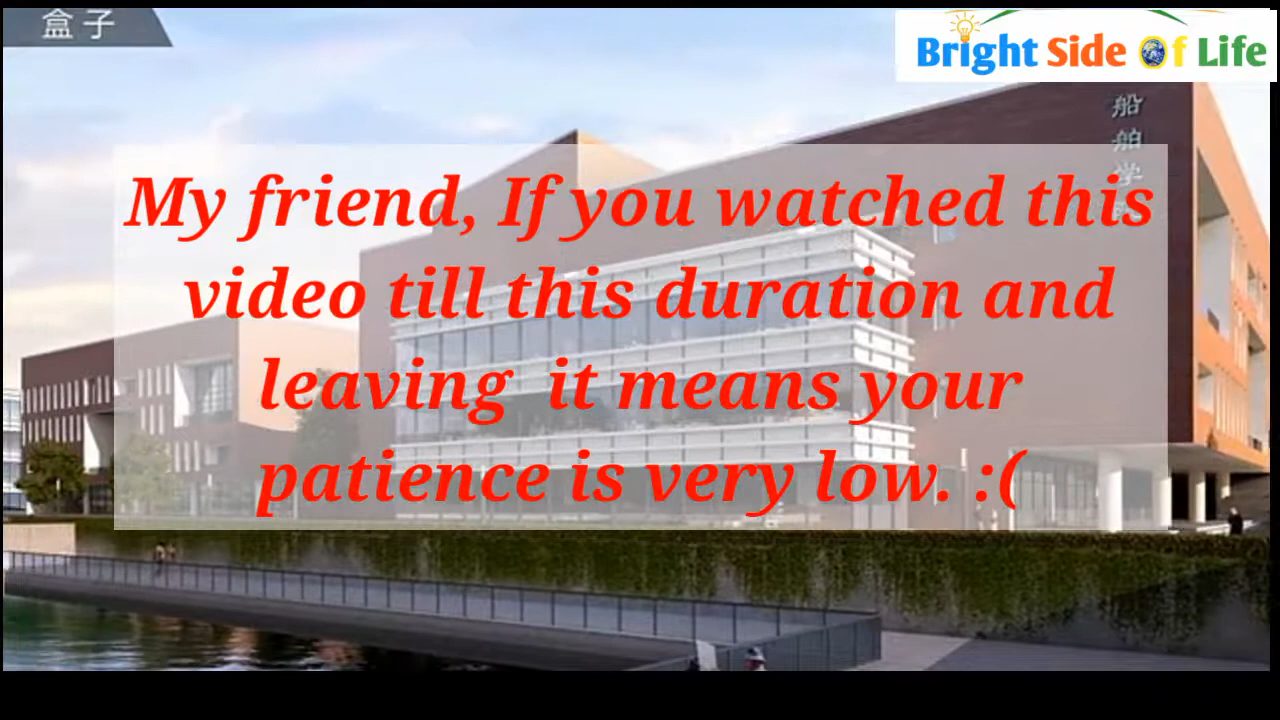 盒子
Bright Side Of Life
船舶学
My friend, If you watched this
video till this duration and
leaving it means your
patience is very low. :(